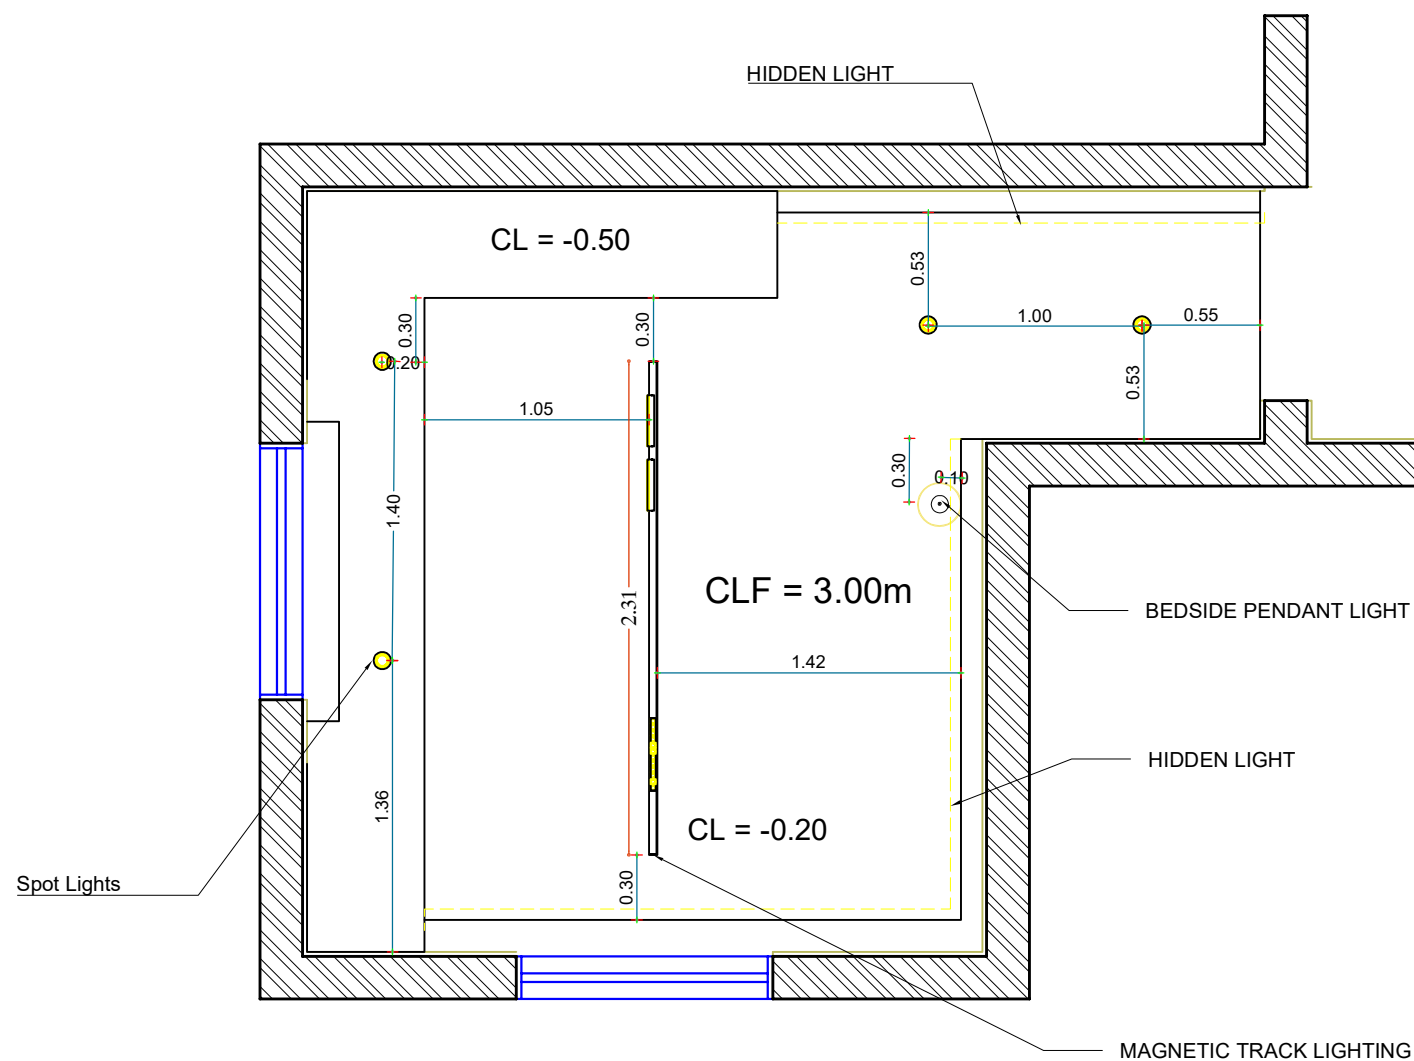 HIDDEN LIGHT
CL = -0.50
0.53
0.30
0.30
1.00
0.55
0.20
0.53
1.05
0.30
0.10
1.40
CLF = 3.00m
2.31
BEDSIDE PENDANT LIGHT
1.42
HIDDEN LIGHT
1.36
CL = -0.20
0.30
Spot Lights
MAGNETIC TRACK LIGHTING